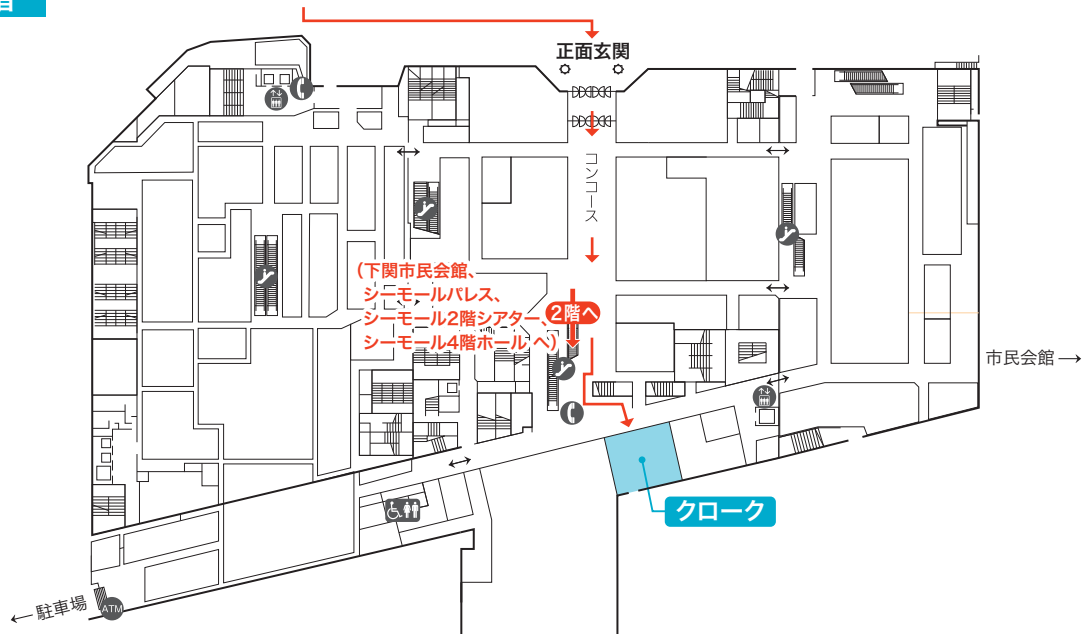 正面玄関
コンコース
(下関市民会館、
シーモールパレス、
シーモール2階シアター、
シーモール4階ホール へ)
2階へ
市民会館→
クローク
←駐車場
ATM